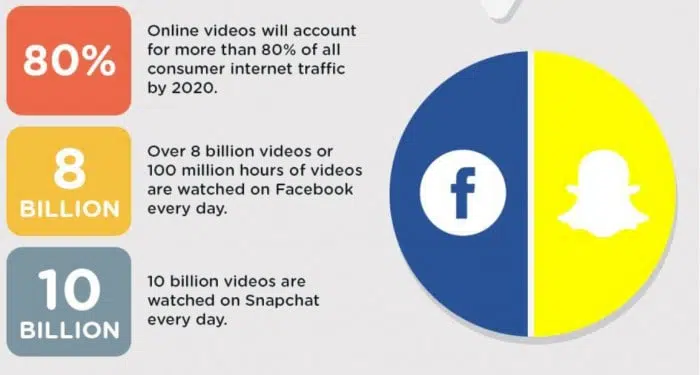 80%
Online videos will account
for more than 80% of all
consumer internet traffic
by 2020.
8
BILLION
Over 8 billion videos or
100 million hours of videos
are watched on Facebook
every day.
10
BILLION
10 billion videos are
watched on Snapchat
every day.
f